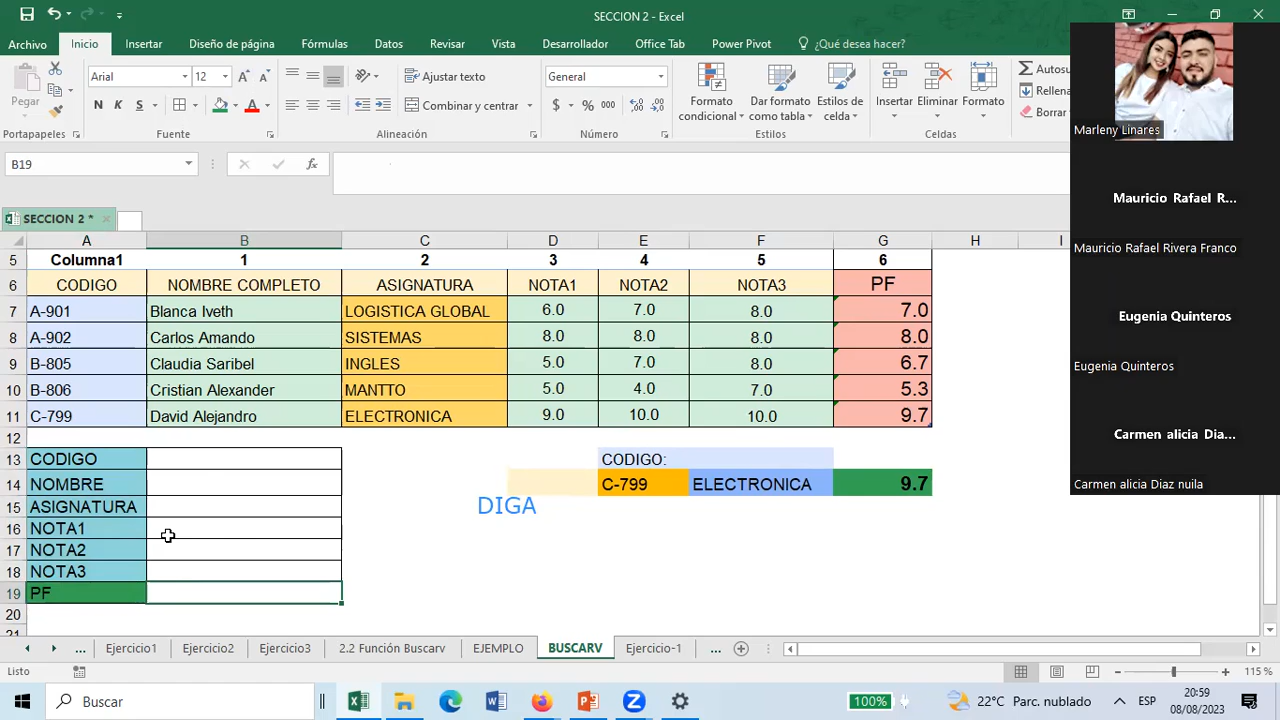 SECCION 2 - Excel
Archivo Inicio Insertar Diseño de página Fórmulas Datos Revisar Vista Desarrollador Office Tab Power Pivot ¿Qué desea hacer?
Pegar
Arial 12
N K S
Ajustar texto
Combinar y centrar
General
$ % 000
Formato condicional
Dar formato como tabla
Estilos de celda
Insertar Eliminar Formato
Autosu
Rellena
Borrar
Portapapeles Fuente Alineación Número Estilos Celdas
B19
fx
SECCION 2 *
A B C D E F G H I
5 Columna1 1 2 3 4 5 6
6 CODIGO NOMBRE COMPLETO ASIGNATURA NOTA1 NOTA2 NOTA3 PF
7 A-901 Blanca Iveth LOGISTICA GLOBAL 6.0 7.0 8.0 7.0
8 A-902 Carlos Amando SISTEMAS 8.0 8.0 8.0 8.0
9 B-805 Claudia Saribel INGLES 5.0 7.0 8.0 6.7
10 B-806 Cristian Alexander MANTTO 5.0 4.0 7.0 5.3
11 C-799 David Alejandro ELECTRONICA 9.0 10.0 10.0 9.7
12
13 CODIGO CODIGO:
14 NOMBRE C-799 ELECTRONICA 9.7
15 ASIGNATURA DIGA
16 NOTA1
17 NOTA2
18 NOTA3
19 PF
20
21
... Ejercicio1 Ejercicio2 Ejercicio3 2.2 Función Buscarv EJEMPLO BUSCARV Ejercicio-1 ...
Listo 115 %
Buscar 100% 22°C Parc. nublado ESP 20:59
08/08/2023
Marleny Linares
Mauricio Rafael R...
Mauricio Rafael Rivera Franco
Eugenia Quinteros
Eugenia Quinteros
Carmen alicia Dia...
Carmen alicia Diaz nuila